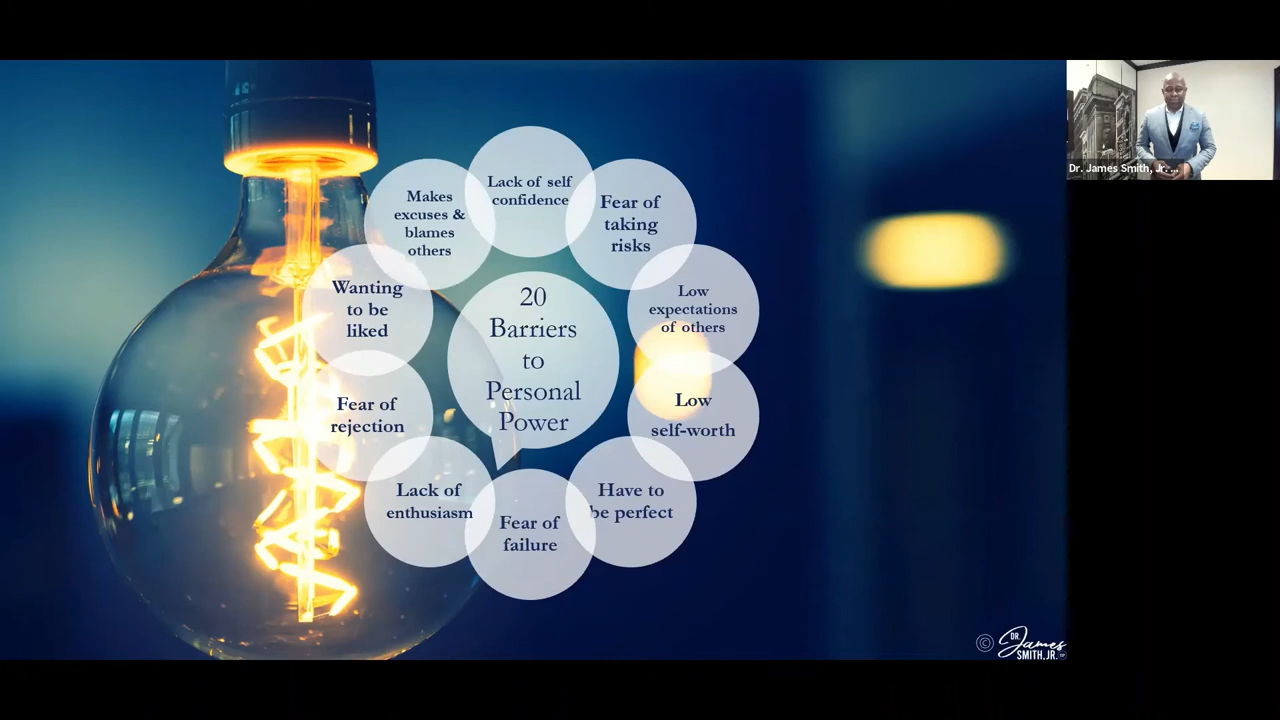 Lack of self
confidence
Makes
excuses &
blames
others
Fear of
taking
risks
Wanting
to be
liked
20
Barriers
to
Personal
Power
Low
expectations
of others
Fear of
rejection
Low
self-worth
Lack of
enthusiasm
Fear of
failure
Have to
be perfect
Dr. James Smith, Jr. ...
©
DR.
James
SMITH, JR.